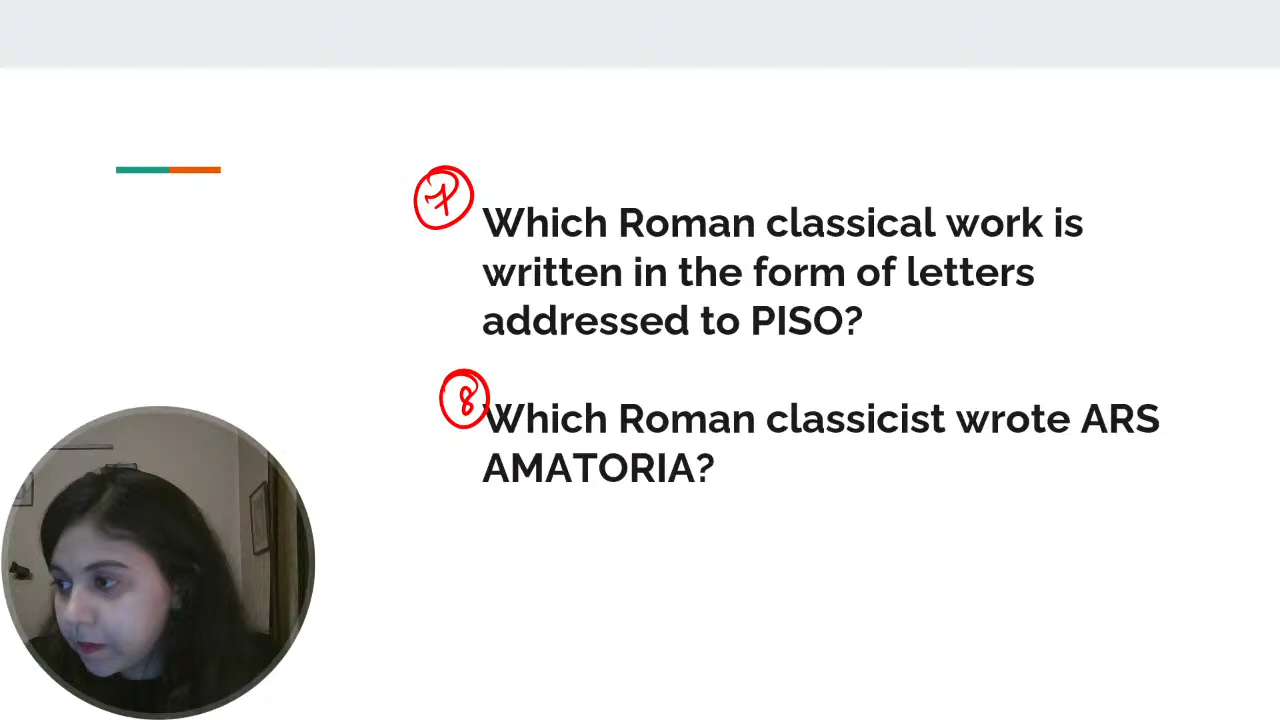 7
Which Roman classical work is
written in the form of letters
addressed to PISO?
8
Which Roman classicist wrote ARS
AMATORIA?